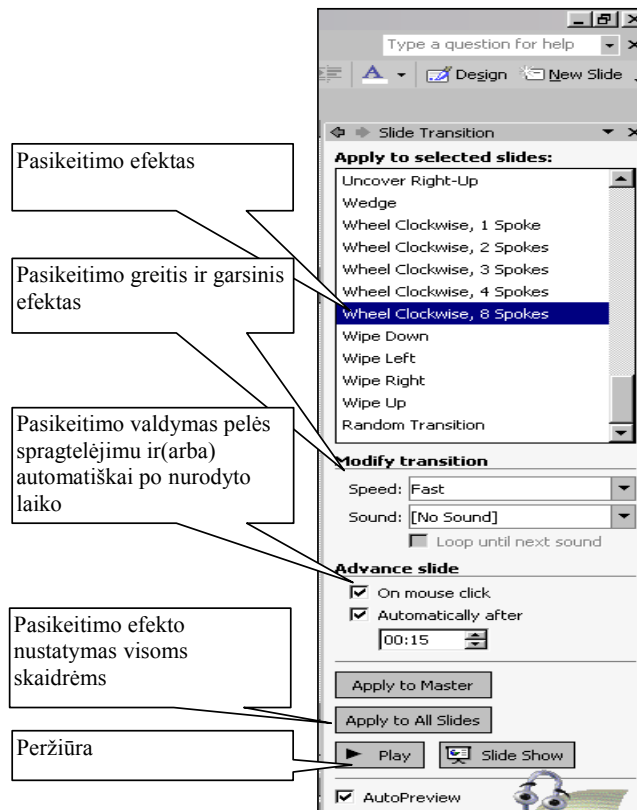 Type a question for help
Design New Slide
Slide Transition
Apply to selected slides:
Uncover Right-Up
Wedge
Wheel Clockwise, 1 Spoke
Wheel Clockwise, 2 Spokes
Wheel Clockwise, 3 Spokes
Wheel Clockwise, 4 Spokes
Wheel Clockwise, 8 Spokes
Wipe Down
Wipe Left
Wipe Right
Wipe Up
Random Transition
Modify transition
Speed: Fast
Sound: [No Sound]
Loop until next sound
Advance slide
On mouse click
Automatically after
00:15
Apply to Master
Apply to All Slides
Play Slide Show
AutoPreview
Pasikeitimo efektas
Pasikeitimo greitis ir garsinis
efektas
Pasikeitimo valdymas pelės
spragtelėjimu ir(arba)
automatiškai po nurodyto
laiko
Pasikeitimo efekto
nustatymas visoms
skaidrėms
Peržiūra